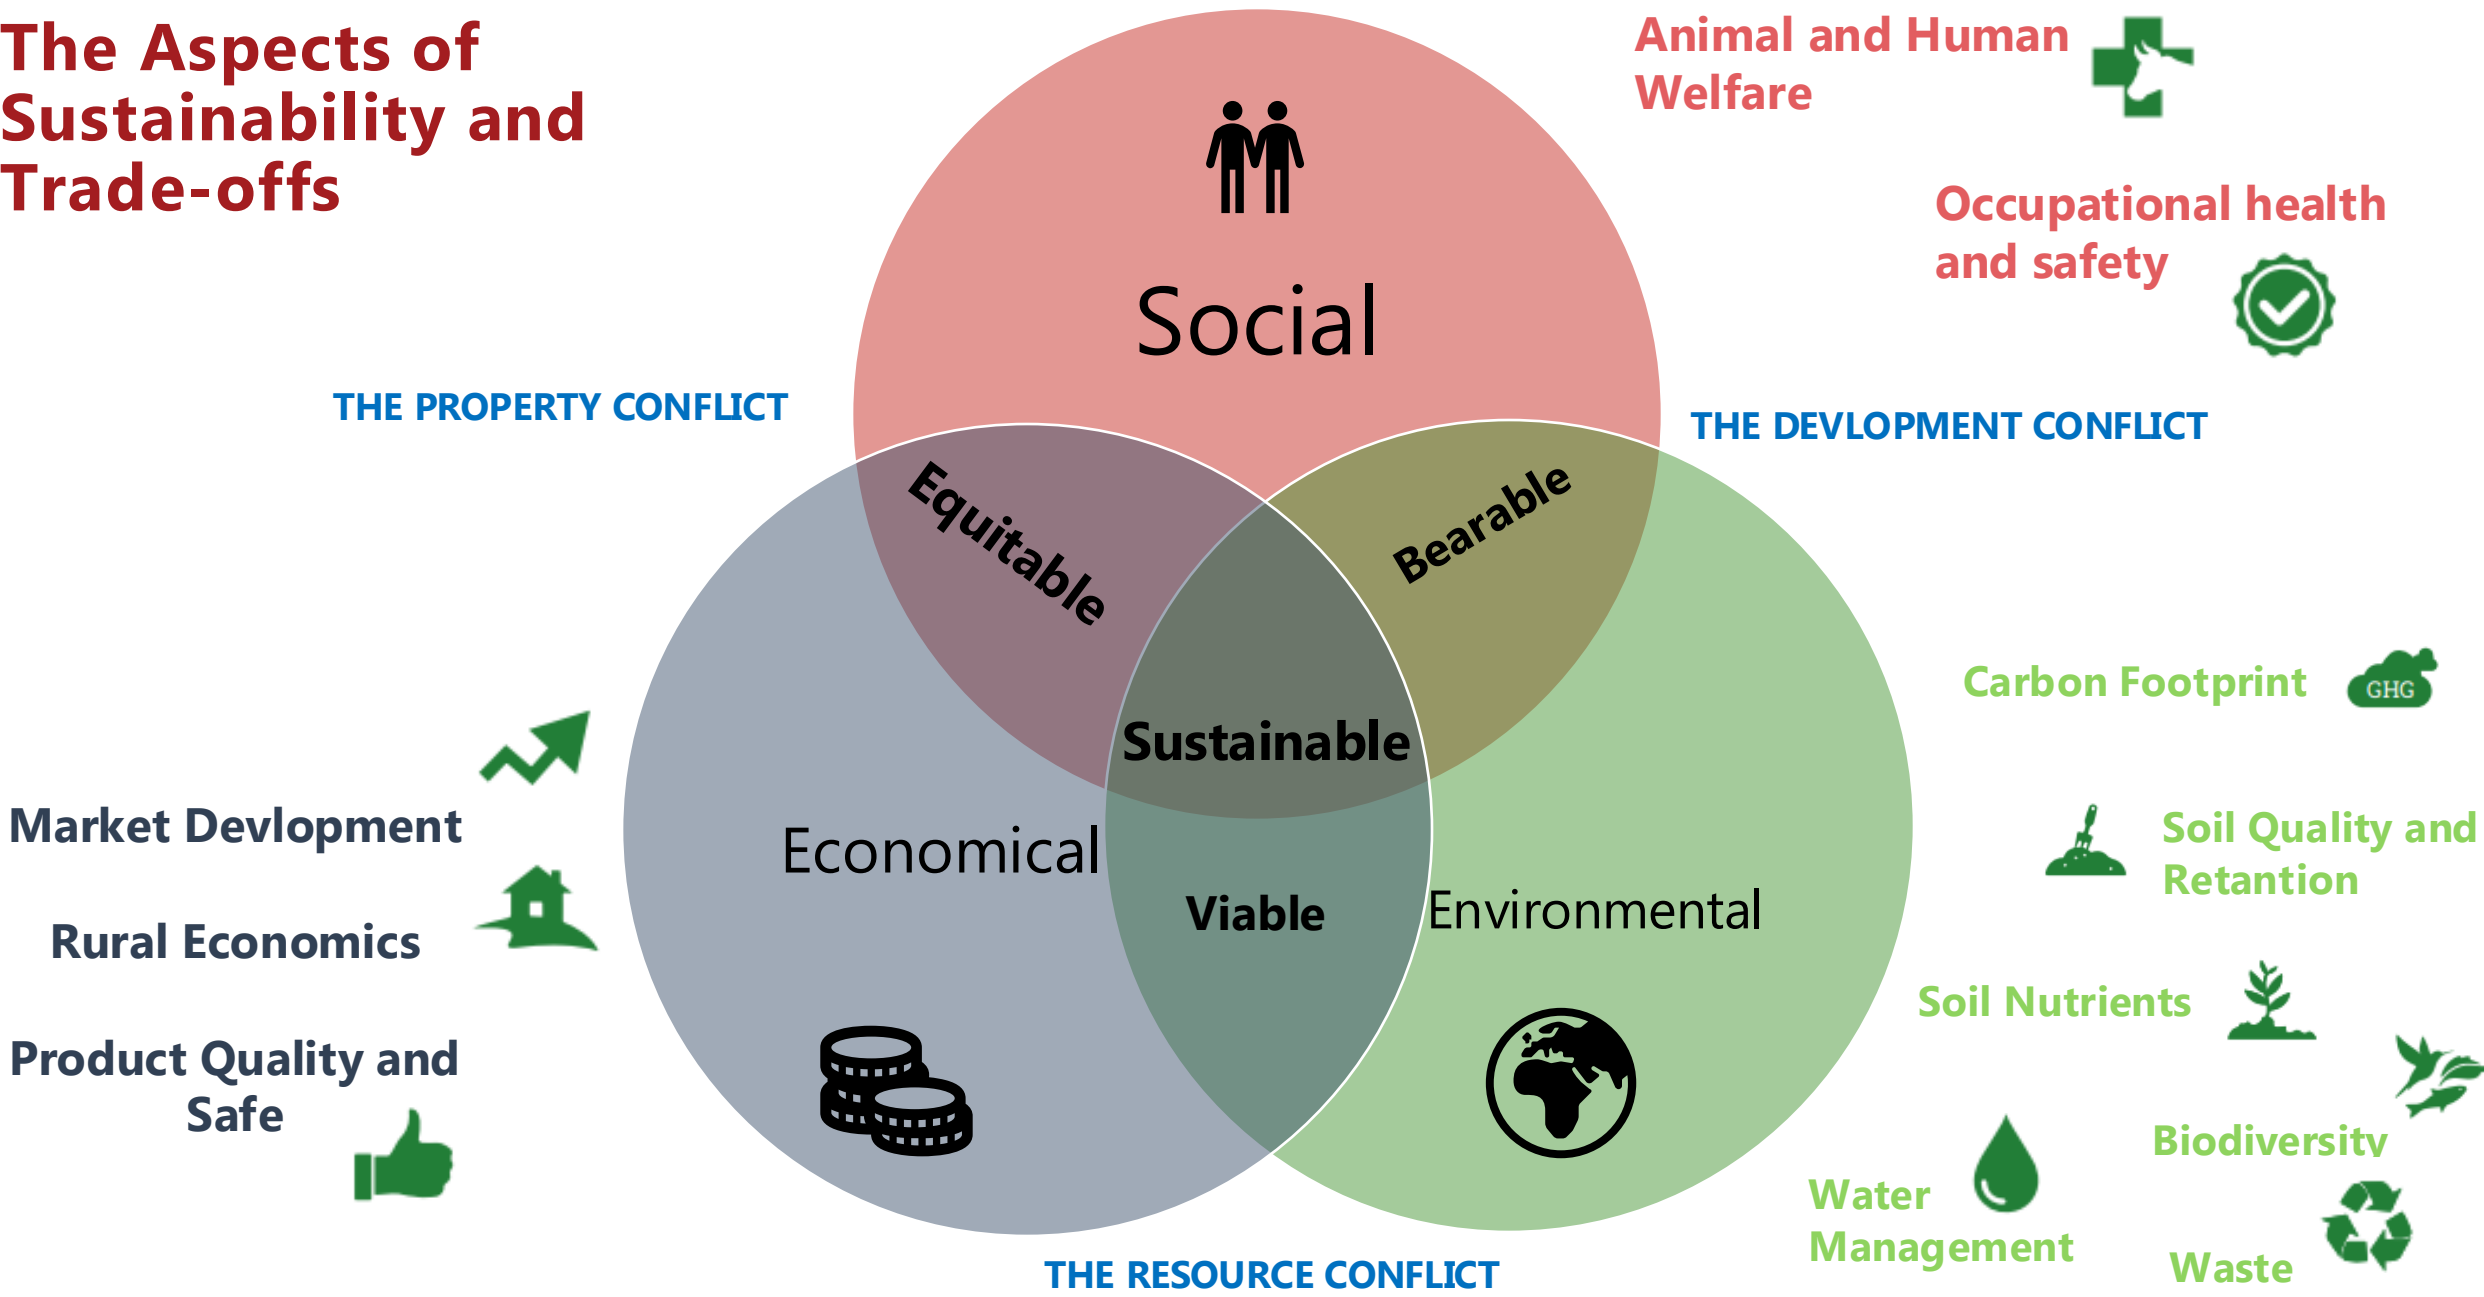 The Aspects of
Sustainability and
Trade-offs
Animal and Human
Welfare
Occupational health
and safety
Social
THE PROPERTY CONFLICT
THE DEVLOPMENT CONFLICT
Equitable
Bearable
Sustainable
Economical
Viable
Environmental
Market Devlopment
Rural Economics
Product Quality and
Safe
Carbon Footprint
GHG
Soil Quality and
Retantion
Soil Nutrients
Biodiversity
Water
Management
Waste
THE RESOURCE CONFLICT